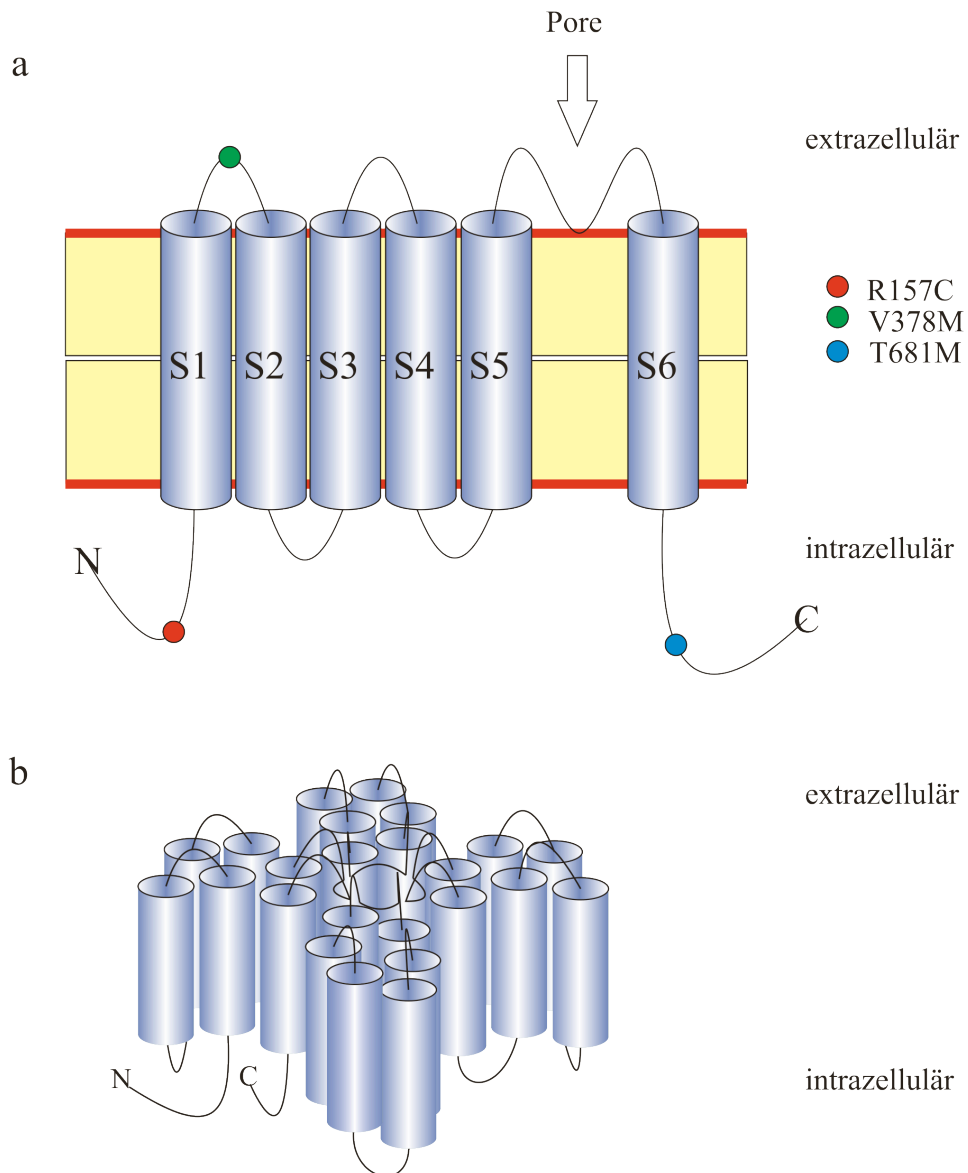 Pore
a
extrazellulär
R157C
V378M
T681M
S1 S2 S3 S4 S5 S6
intrazellulär
N
C
b
extrazellulär
N
C
intrazellulär